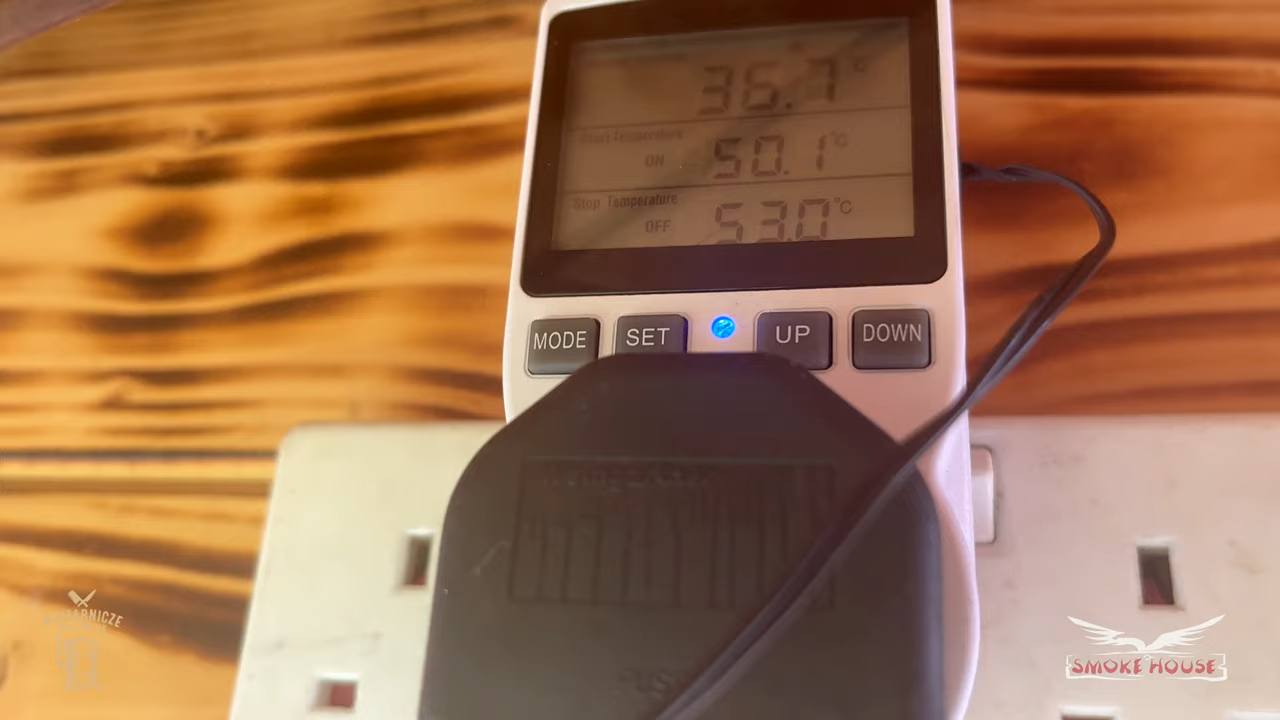 36.7 °C
Start Temperature
ON 50.1 °C
Stop Temperature
OFF 53.0 °C
MODE SET UP DOWN
SMOKE HOUSE